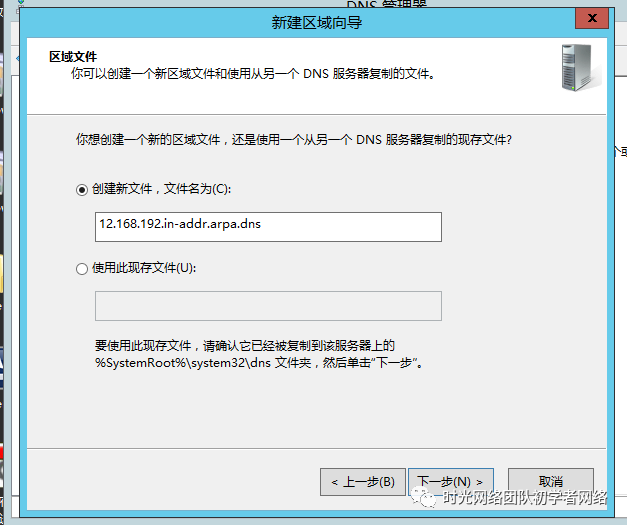 DNS 管理器
新建区域向导
x
区域文件
你可以创建一个新区域文件和使用从另一个 DNS 服务器复制的文件。
你想创建一个新的区域文件，还是使用一个从另一个 DNS 服务器复制的现存文件?
创建新文件，文件名为(C):
12.168.192.in-addr.arpa.dns
使用此现存文件(U):
要使用此现存文件，请确认它已经被复制到该服务器上的
%SystemRoot%\system32\dns 文件夹，然后单击“下一步”。
< 上一步(B)
下一步(N) >
取消
时光网络团队初学者网络